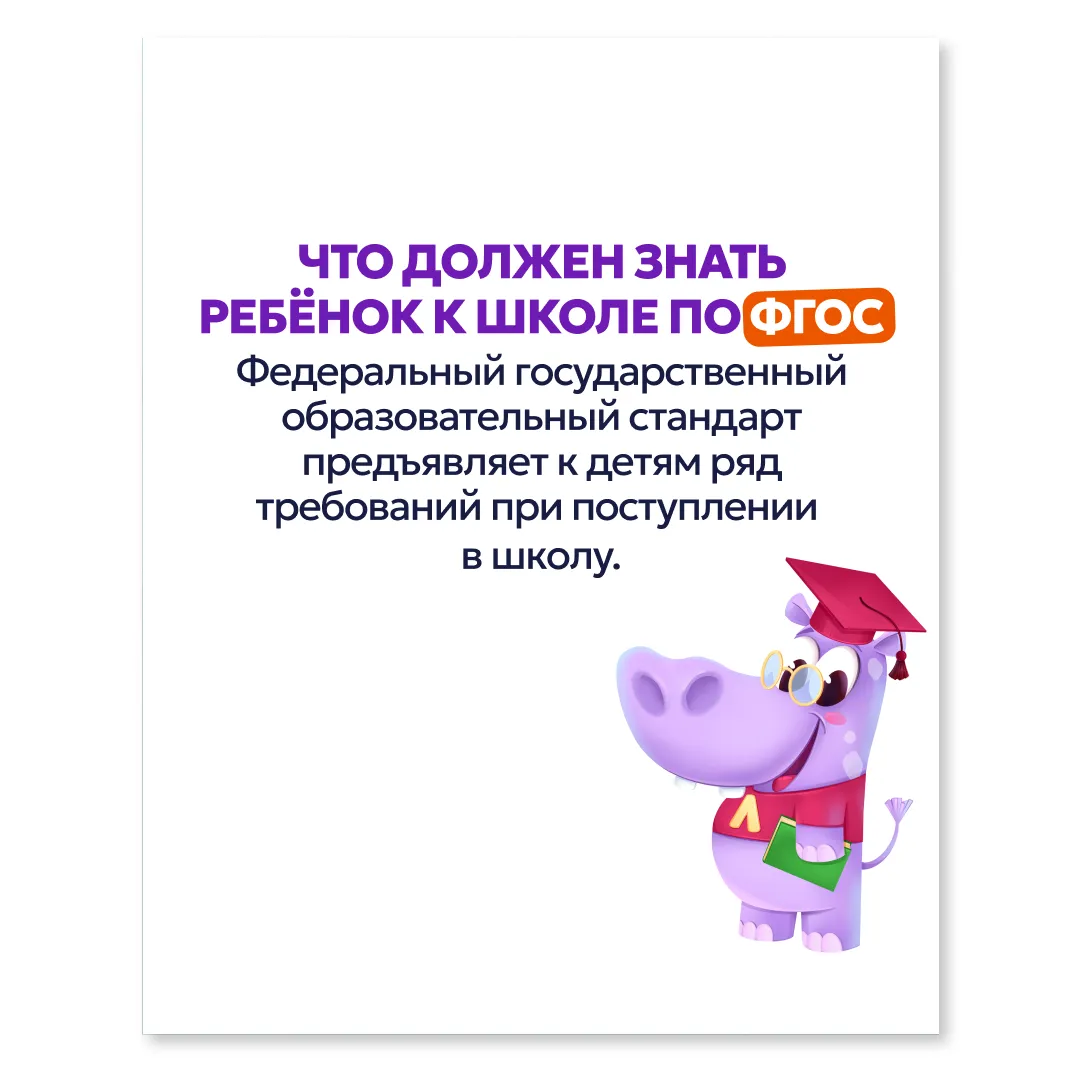 ЧТО ДОЛЖЕН ЗНАТЬ
РЕБЁНОК К ШКОЛЕ ПО ФГОС
Федеральный государственный
образовательный стандарт
предъявляет к детям ряд
требований при поступлении
в школу.
Л